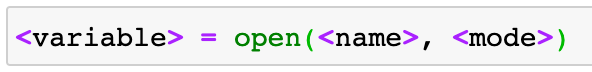 <variable> = open(<name>, <mode>)